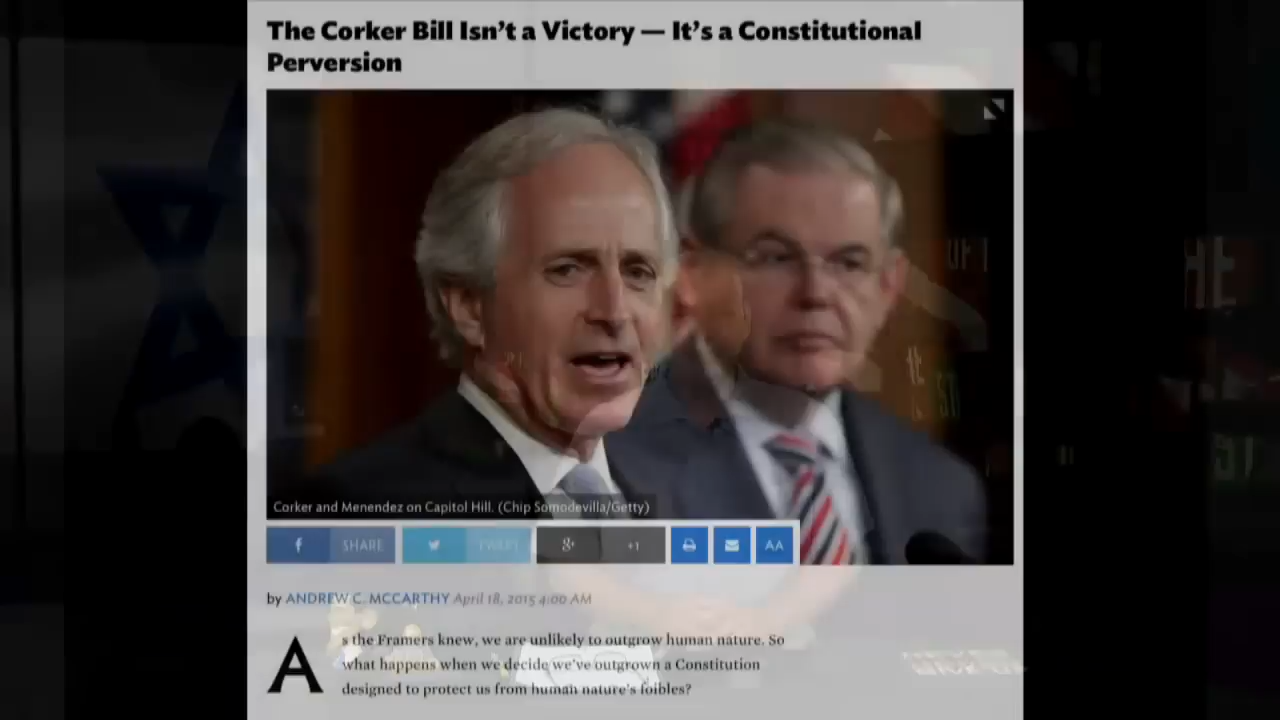 The Corker Bill Isn't a Victory — It's a Constitutional
Perversion
Corker and Menendez on Capitol Hill. (Chip Somodevilla/Getty)
SHARE
TWEET
g+ +1
AA
by ANDREW C. MCCARTHY April 18, 2015 4:00 AM
As the Framers knew, we are unlikely to outgrow human nature. So
what happens when we decide we've outgrown a Constitution
designed to protect us from human nature's foibles?